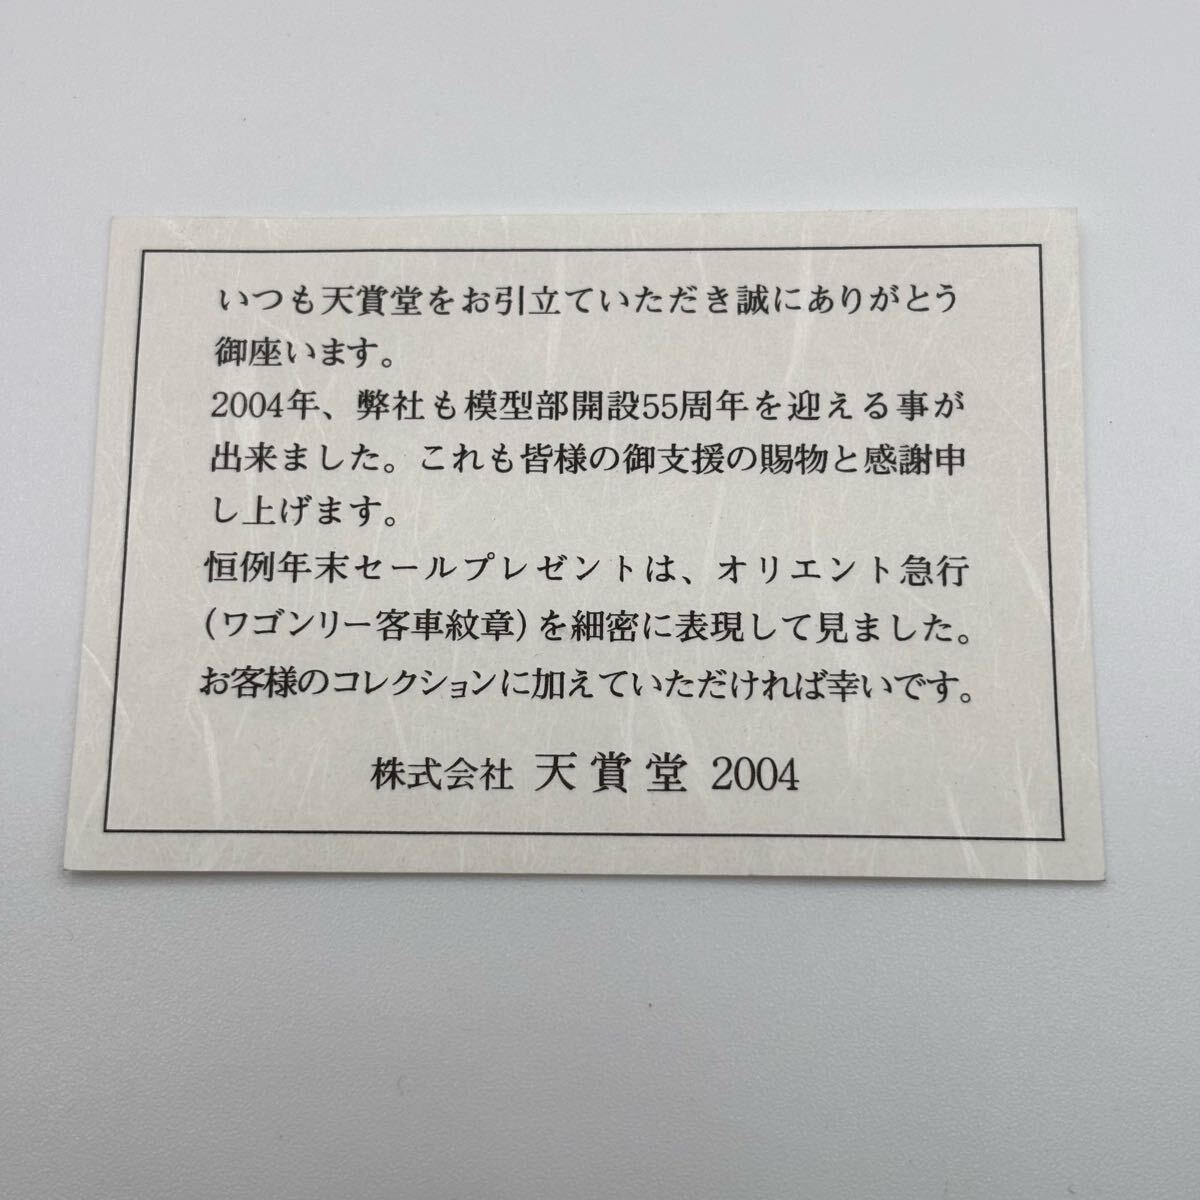 いつも天賞堂をお引立ていただき誠にありがとう
御座います。
2004年、弊社も模型部開設55周年を迎える事が
出来ました。これも皆様の御支援の賜物と感謝申
し上げます。
恒例年末セールプレゼントは、オリエント急行
(ワゴンリー客車紋章)を細密に表現して見ました。
お客様のコレクションに加えていただければ幸いです。
株式会社 天賞堂 2004